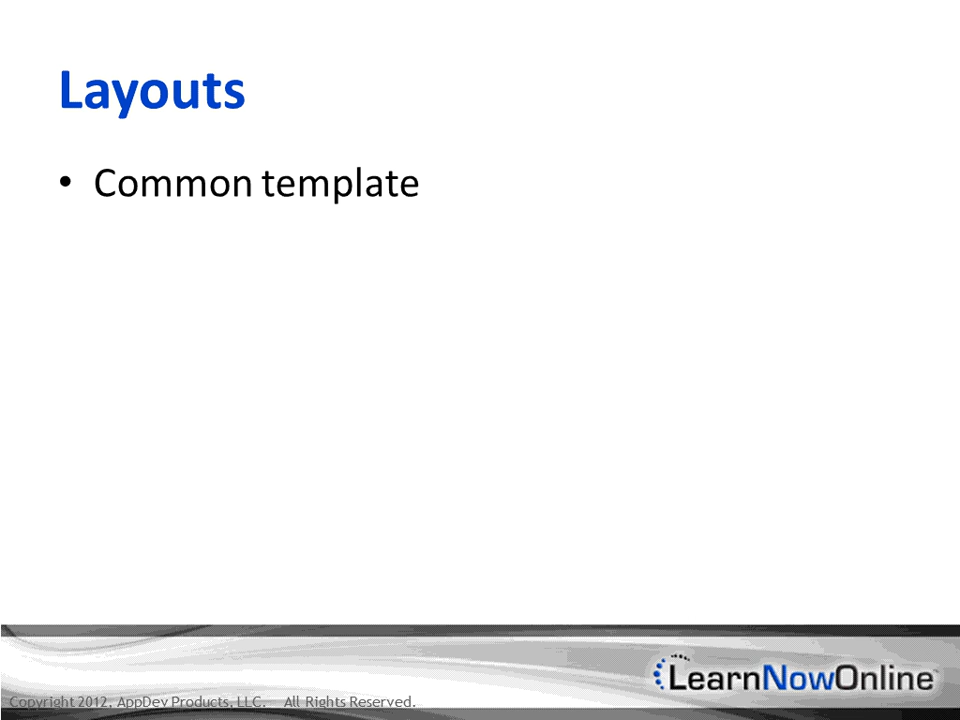 Layouts
• Common template
LearnNowOnline
Copyright 2012, AppDev Products, LLC. All Rights Reserved.